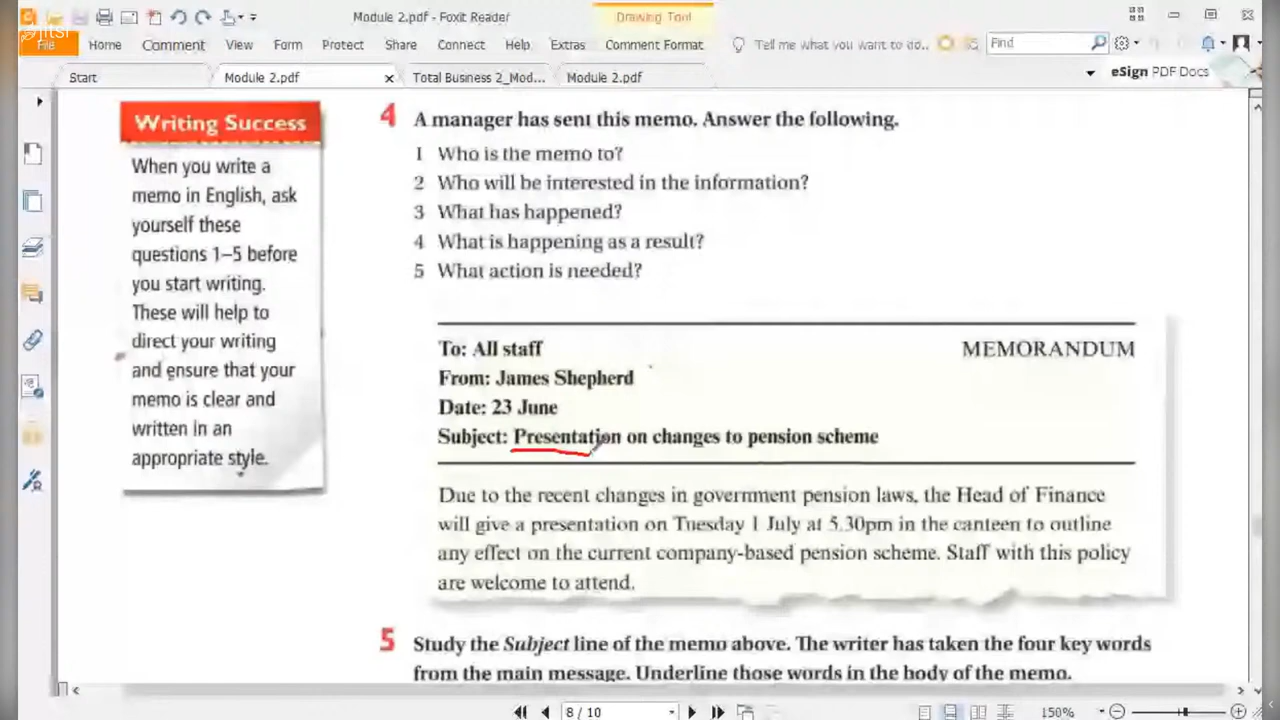 Module 2.pdf - Foxit Reader
Drawing Tool
Jitsi
File Home Comment View Form Protect Share Connect Help Extras Comment Format Tell me what you want to do.. Find
Start Module 2.pdf Total Business 2_Mod... Module 2.pdf eSign PDF Docs
Writing Success
When you write a
memo in English, ask
yourself these
questions 1–5 before
you start writing.
These will help to
direct your writing
and ensure that your
memo is clear and
written in an
appropriate style.
4 A manager has sent this memo. Answer the following.
1 Who is the memo to?
2 Who will be interested in the information?
3 What has happened?
4 What is happening as a result?
5 What action is needed?
To: All staff MEMORANDUM
From: James Shepherd
Date: 23 June
Subject: Presentation on changes to pension scheme
Due to the recent changes in government pension laws, the Head of Finance
will give a presentation on Tuesday 1 July at 5.30pm in the canteen to outline
any effect on the current company-based pension scheme. Staff with this policy
are welcome to attend.
5 Study the Subject line of the memo above. The writer has taken the four key words
from the main message. Underline those words in the body of the memo.
8 / 10 150%